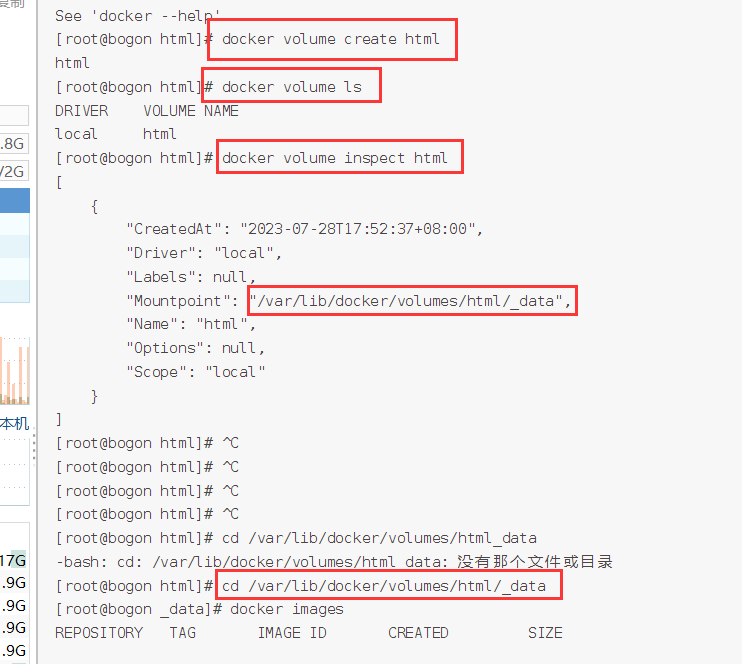 复制
See 'docker --help'
[root@bogon html]# docker volume create html
html
[root@bogon html]# docker volume ls
DRIVER    VOLUME NAME
local     html
[root@bogon html]# docker volume inspect html
[
    {
        "CreatedAt": "2023-07-28T17:52:37+08:00",
        "Driver": "local",
        "Labels": null,
        "Mountpoint": "/var/lib/docker/volumes/html/_data",
        "Name": "html",
        "Options": null,
        "Scope": "local"
    }
]
[root@bogon html]# ^C
[root@bogon html]# ^C
[root@bogon html]# ^C
[root@bogon html]# ^C
[root@bogon html]# cd /var/lib/docker/volumes/html_data
-bash: cd: /var/lib/docker/volumes/html_data: 没有那个文件或目录
[root@bogon html]# cd /var/lib/docker/volumes/html/_data
[root@bogon _data]# docker images
REPOSITORY   TAG       IMAGE ID       CREATED         SIZE
.8G
/2G
本机
17G
.9G
.9G
.9G
.9G